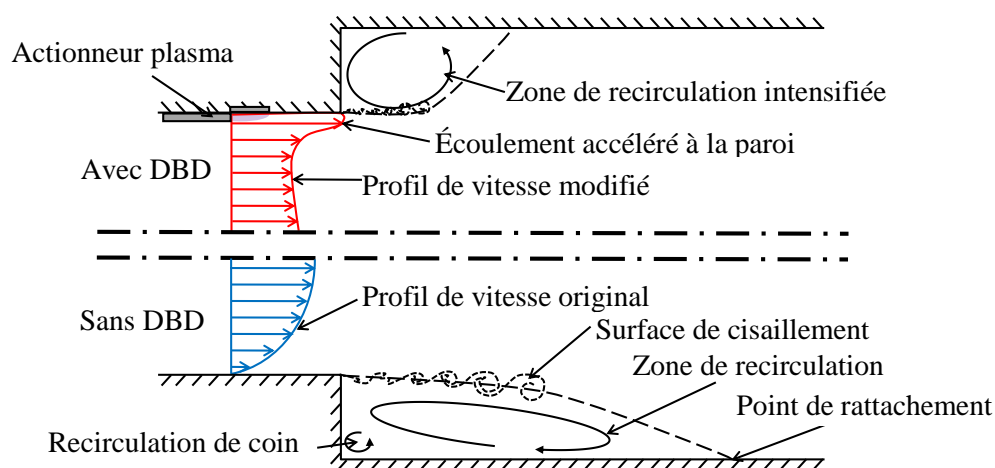 Actionneur plasma
Zone de recirculation intensifiée
Écoulement accéléré à la paroi
Avec DBD
Profil de vitesse modifié
Profil de vitesse original
Sans DBD
Surface de cisaillement
Zone de recirculation
Point de rattachement
Recirculation de coin